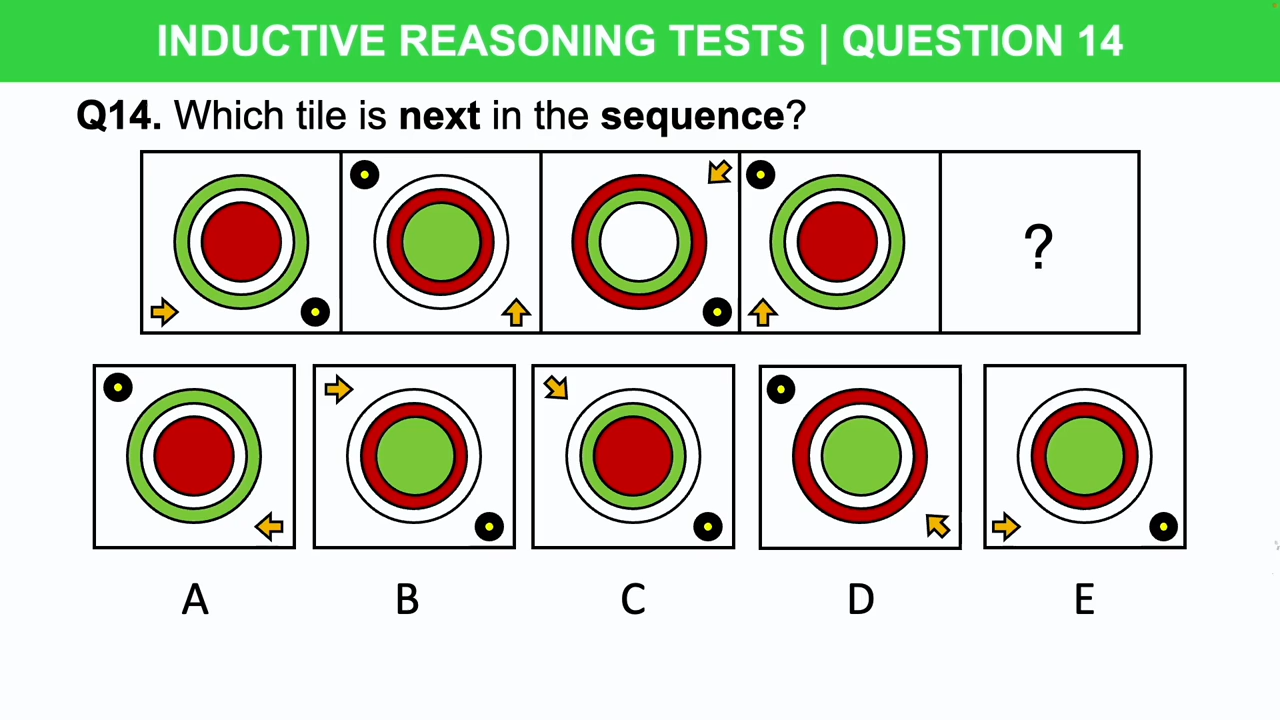 INDUCTIVE REASONING TESTS | QUESTION 14
Q14. Which tile is next in the sequence?
?
A B C D E